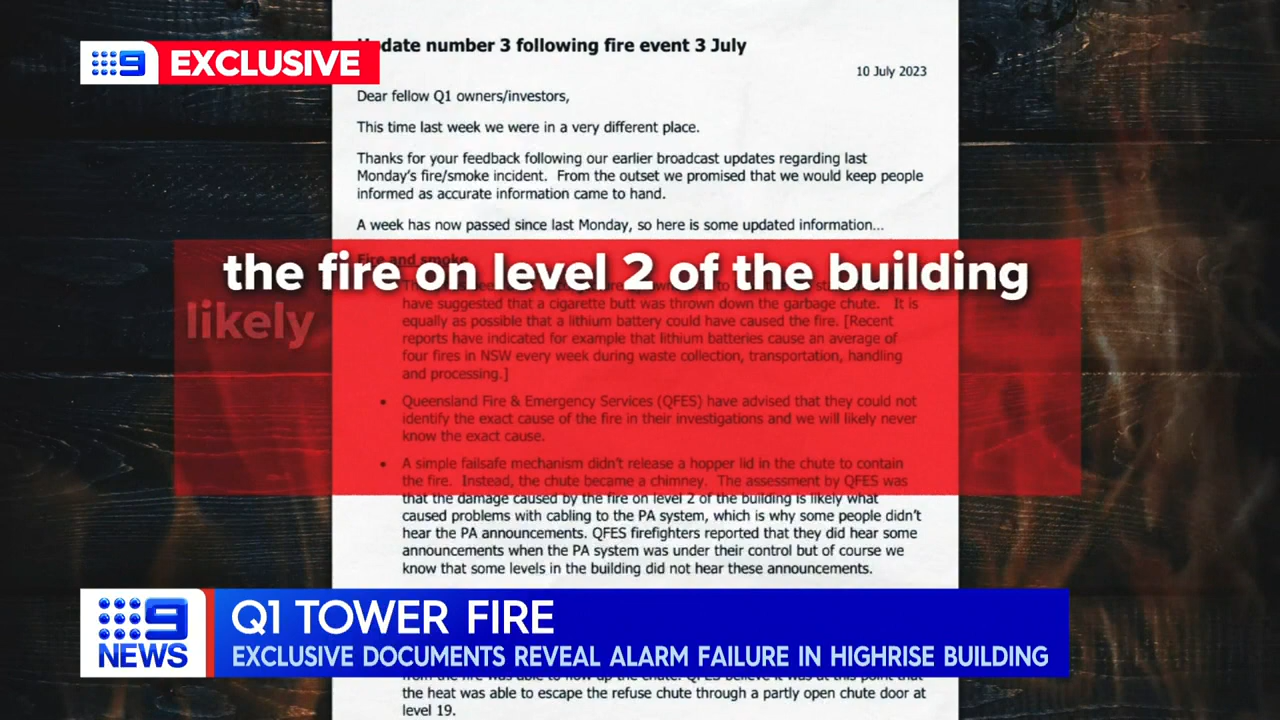 9 EXCLUSIVE
Update number 3 following fire event 3 July
10 July 2023
Dear fellow Q1 owners/investors,
This time last week we were in a very different place.
Thanks for your feedback following our earlier broadcast updates regarding last
Monday's fire/smoke incident. From the outset we promised that we would keep people
informed as accurate information came to hand.
A week has now passed since last Monday, so here is some updated information...
Fire and smoke
the fire on level 2 of the building
likely
have suggested that a cigarette butt was thrown down the garbage chute. It is
equally as possible that a lithium battery could have caused the fire. [Recent
reports have indicated for example that lithium batteries cause an average of
four fires in NSW every week during waste collection, transportation, handling
and processing.]
• Queensland Fire & Emergency Services (QFES) have advised that they could not
identify the exact cause of the fire in their investigations and we will likely never
know the exact cause.
• A simple failsafe mechanism didn't release a hopper lid in the chute to contain
the fire. Instead, the chute became a chimney. The assessment by QFES was
that the damage caused by the fire on level 2 of the building is likely what
caused problems with cabling to the PA system, which is why some people didn't
hear the PA announcements. QFES firefighters reported that they did hear some
announcements when the PA system was under their control but of course we
know that some levels in the building did not hear these announcements.
9 NEWS
Q1 TOWER FIRE
EXCLUSIVE DOCUMENTS REVEAL ALARM FAILURE IN HIGHRISE BUILDING
the heat was able to escape the refuse chute through a partly open chute door at
level 19.